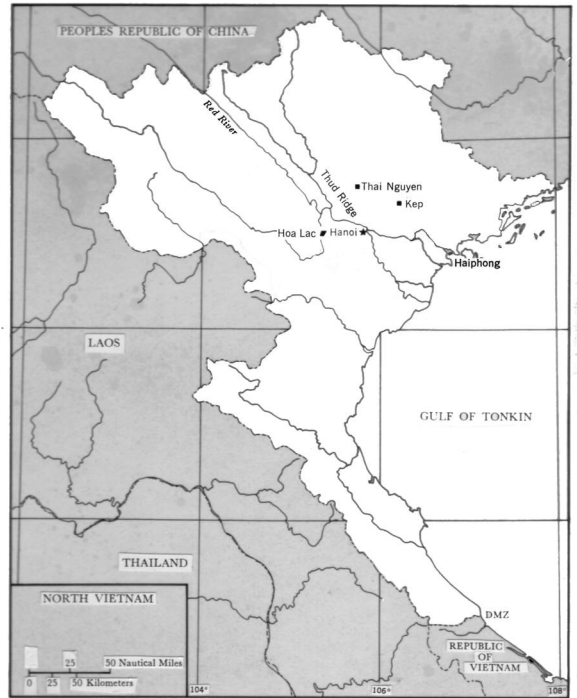 PEOPLES REPUBLIC OF CHINA
Red River
Thud Ridge
Thai Nguyen
Kep
Hoa Lac
Hanoi
Haiphong
LAOS
GULF OF TONKIN
THAILAND
NORTH VIETNAM
DMZ
REPUBLIC
OF
VIETNAM
25 50 Nautical Miles
0 25 50 Kilometers
104° 106° 108°